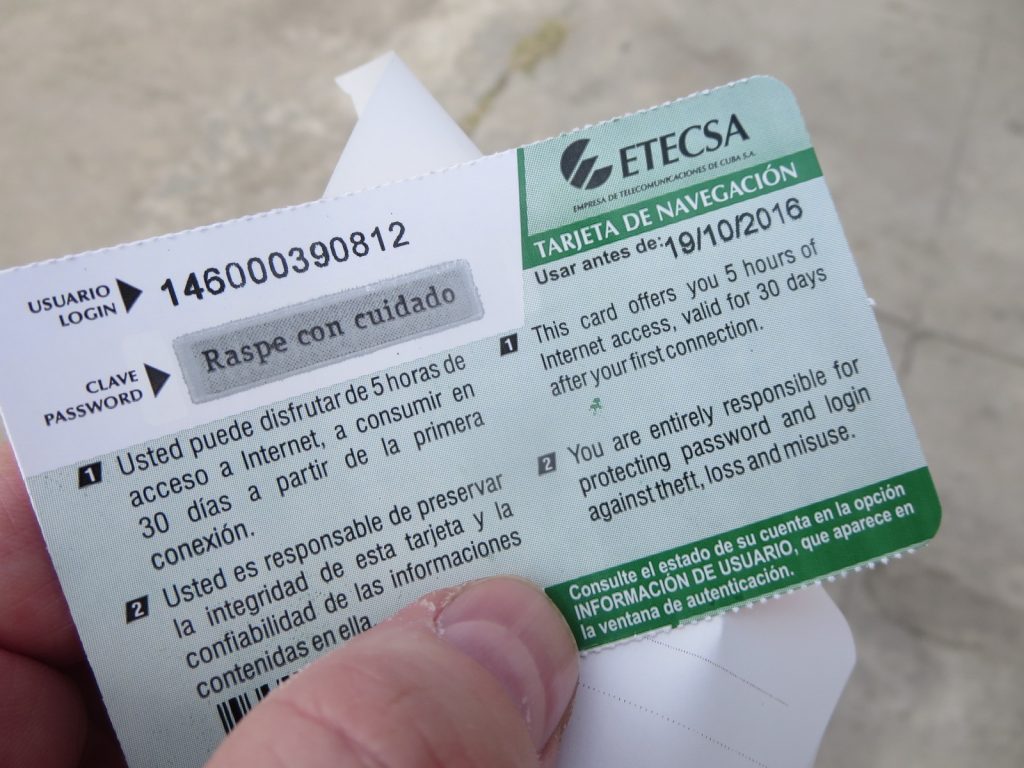 ETECSA
EMPRESA DE TELECOMUNICACIONES DE CUBA S.A.
TARJETA DE NAVEGACIÓN
Usar antes de: 19/10/2016
USUARIO
LOGIN
146000390812
CLAVE
PASSWORD
Raspe con cuidado
1 Usted puede disfrutar de 5 horas de
acceso a Internet, a consumir en
30 días a partir de la primera
conexión.
2 Usted es responsable de preservar
la integridad de esta tarjeta y la
confiabilidad de las informaciones
contenidas en ella.
1 This card offers you 5 hours of
Internet access, valid for 30 days
after your first connection.
2 You are entirely responsible for
protecting password and login
against theft, loss and misuse.
Consulte el estado de su cuenta en la opción
INFORMACIÓN DE USUARIO, que aparece en
la ventana de autenticación.